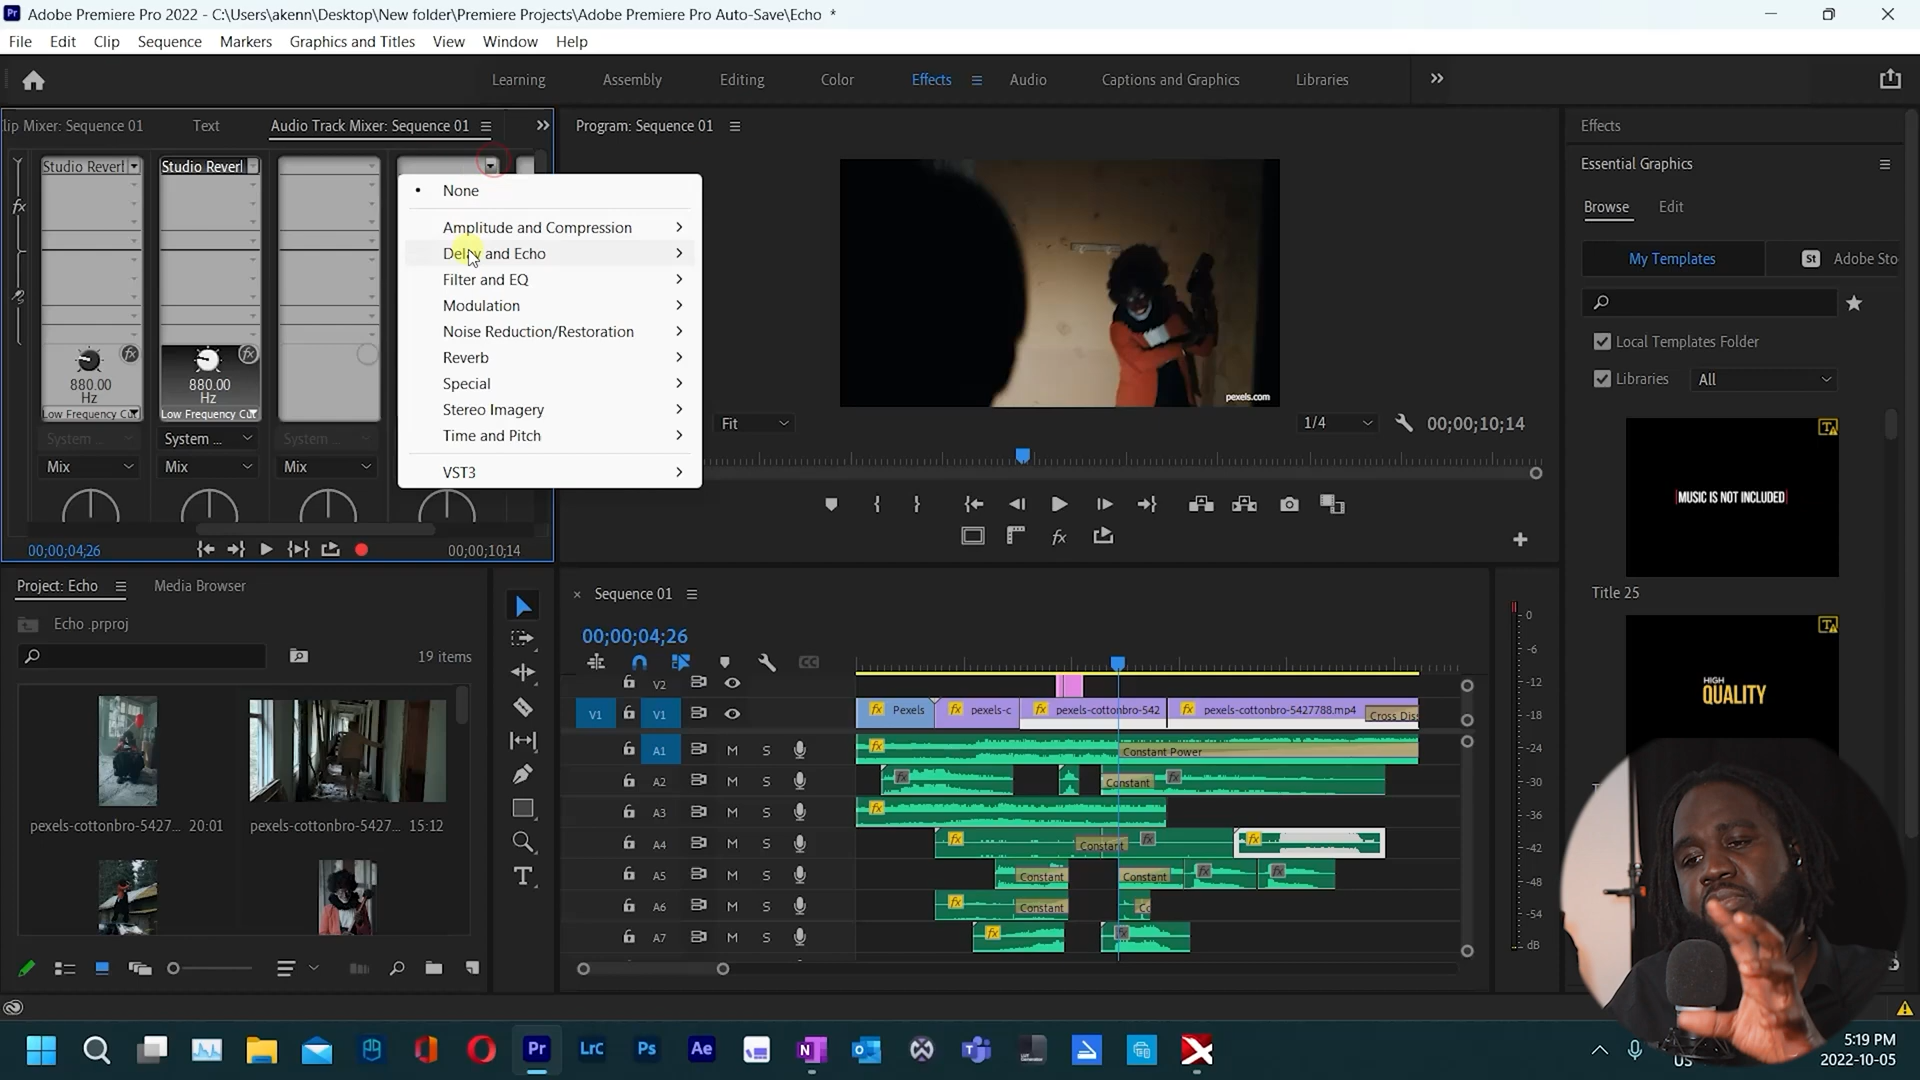 Adobe Premiere Pro 2022 - C:\Users\akenn\Desktop\New folder\Premiere Projects\Adobe Premiere Pro Auto-Save\Echo *
File Edit Clip Sequence Markers Graphics and Titles View Window Help
Learning Assembly Editing Color Effects Audio Captions and Graphics Libraries
lip Mixer: Sequence 01 Text Audio Track Mixer: Sequence 01
Program: Sequence 01
Effects
Essential Graphics
Browse Edit
My Templates St Adobe Sto
Local Templates Folder
Libraries All
Studio Reverl Studio Reverl
None
Amplitude and Compression
Delay and Echo
Filter and EQ
Modulation
Noise Reduction/Restoration
Reverb
Special
Stereo Imagery
Time and Pitch
VST3
fx
880.00 Hz 880.00 Hz
Low Frequency Cut Low Frequency Cut
System ... System ... System ...
Mix Mix Mix
00;00;04;26 00;00;10;14
pexels.com
Fit 1/4 00;00;10;14
MUSIC IS NOT INCLUDED
Title 25
HIGH
QUALITY
Project: Echo Media Browser
Echo .prproj
19 items
pexels-cottonbro-5427... 20:01 pexels-cottonbro-5427... 15:12
Sequence 01
00;00;04;26
V2
V1 V1 Pexels pexels-c pexels-cottonbro-542 pexels-cottonbro-5427788.mp4 Cross Diss
A1 M S Constant Power
A2 M S Constant
A3 M S
A4 M S Constant
A5 M S Constant Constant
A6 M S Constant Co
A7 M S
0
-6
-12
-18
-24
-30
-36
-42
-48
-54
dB
Pr LrC Ps Ae
US
5:19 PM
2022-10-05